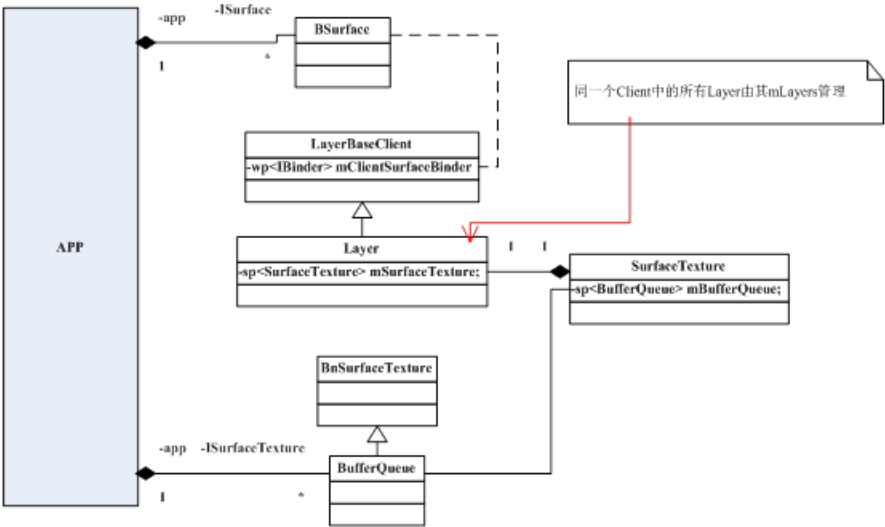 -app -ISurface
BSurface
1 *
同一个Client中的所有Layer由其mLayers管理
LayerBaseClient
-wp<IBinder> mClientSurfaceBinder
APP
Layer
1 1
-sp<SurfaceTexture> mSurfaceTexture;
SurfaceTexture
sp<BufferQueue> mBufferQueue;
BnSurfaceTexture
-app -ISurfaceTexture
BufferQueue
1 *